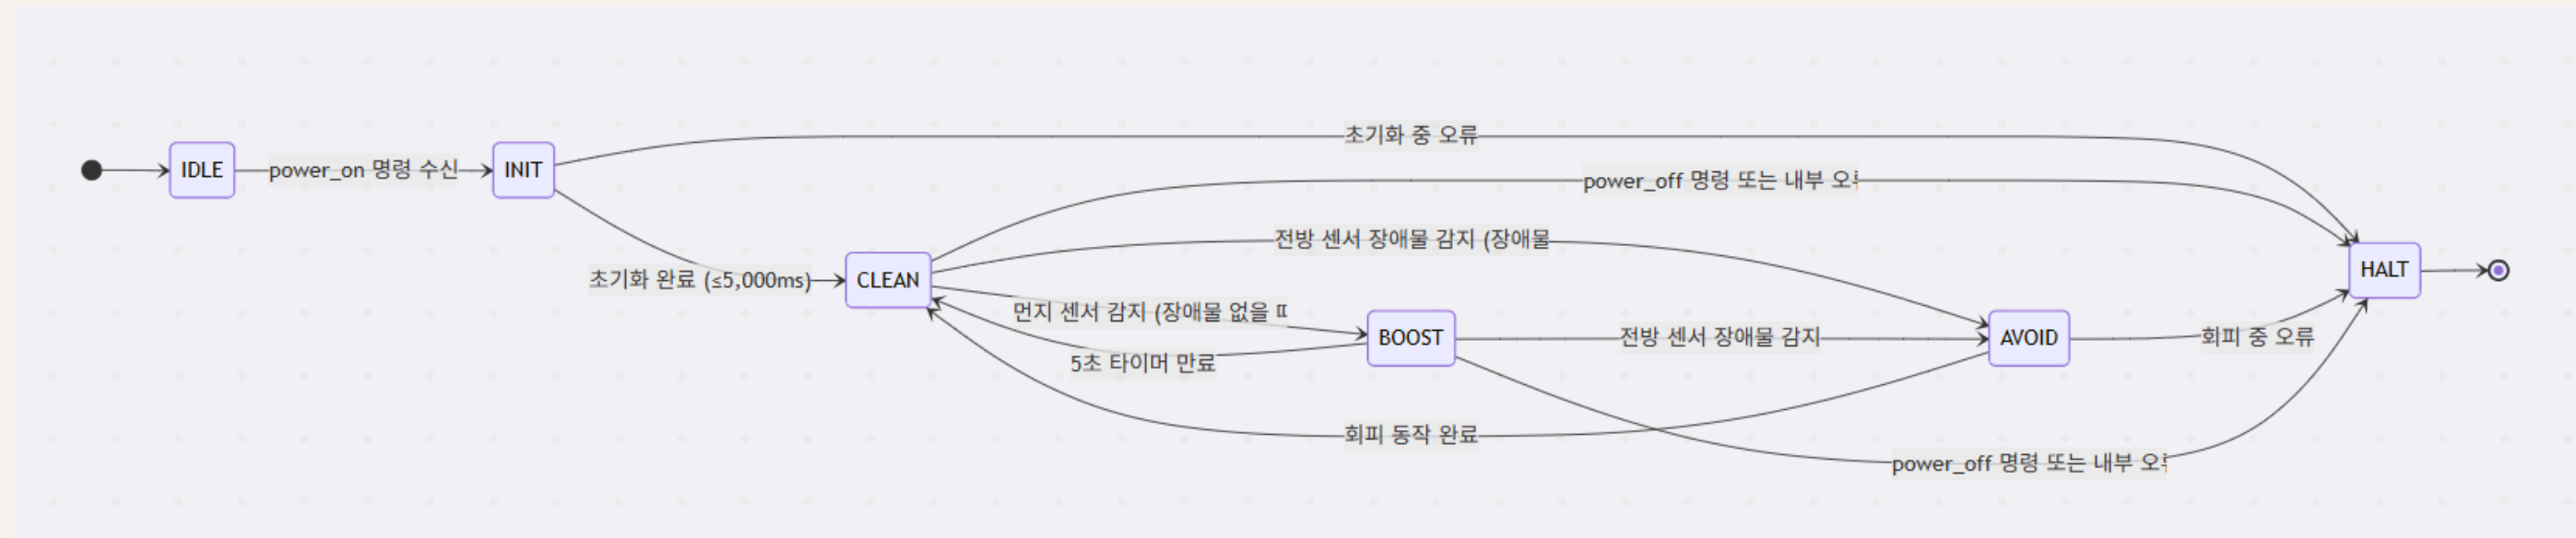 초기화 중 오류
IDLE
power_on 명령 수신
INIT
power_off 명령 또는 내부
전방 센서 장애물 감지 (장애물
HALT
초기화 완료 (≤5,000ms)
CLEAN
먼지 센서 감지 (장애물 없을
BOOST
전방 센서 장애물 감지
AVOID
회피 중 오류
5초 타이머 만료
회피 동작 완료
power_off 명령 또는 내부